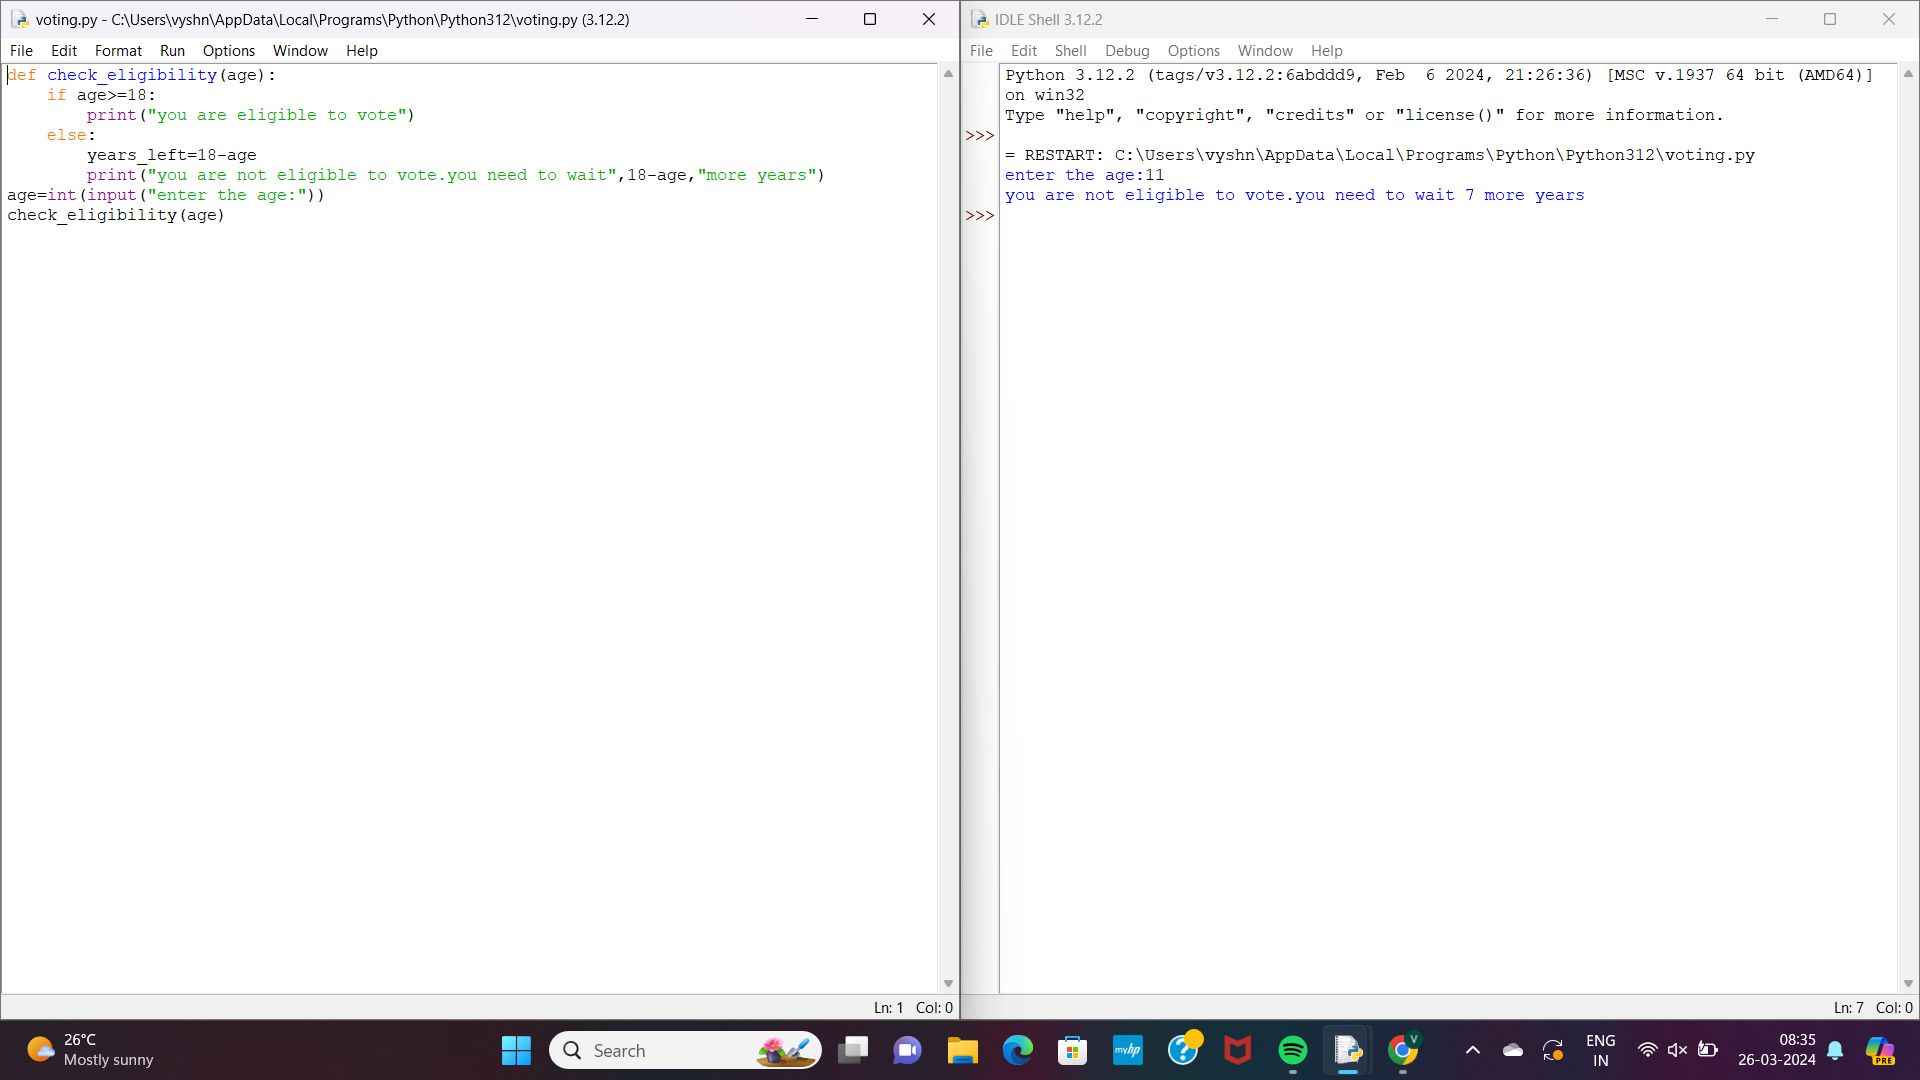 voting.py - C:\Users\vyshn\AppData\Local\Programs\Python\Python312\voting.py (3.12.2)
File Edit Format Run Options Window Help
def check_eligibility(age):
    if age>=18:
        print("you are eligible to vote")
    else:
        years_left=18-age
        print("you are not eligible to vote.you need to wait",18-age,"more years")
age=int(input("enter the age:"))
check_eligibility(age)
Ln: 1 Col: 0
IDLE Shell 3.12.2
File Edit Shell Debug Options Window Help
Python 3.12.2 (tags/v3.12.2:6abddd9, Feb  6 2024, 21:26:36) [MSC v.1937 64 bit (AMD64)]
on win32
Type "help", "copyright", "credits" or "license()" for more information.
>>>
= RESTART: C:\Users\vyshn\AppData\Local\Programs\Python\Python312\voting.py
enter the age:11
you are not eligible to vote.you need to wait 7 more years
>>>
Ln: 7 Col: 0
26°C
Mostly sunny
Search
myhp
V
ENG
IN
08:35
26-03-2024
PRE